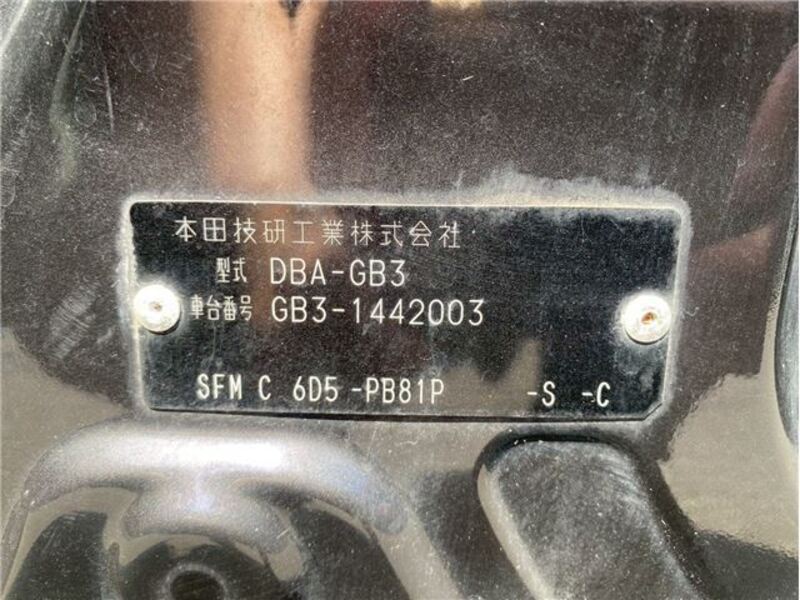 本田技研工業株式会社
型式 DBA-GB3
車台番号 GB3-1442003
SFM C 6D5 -PB81P -S -C